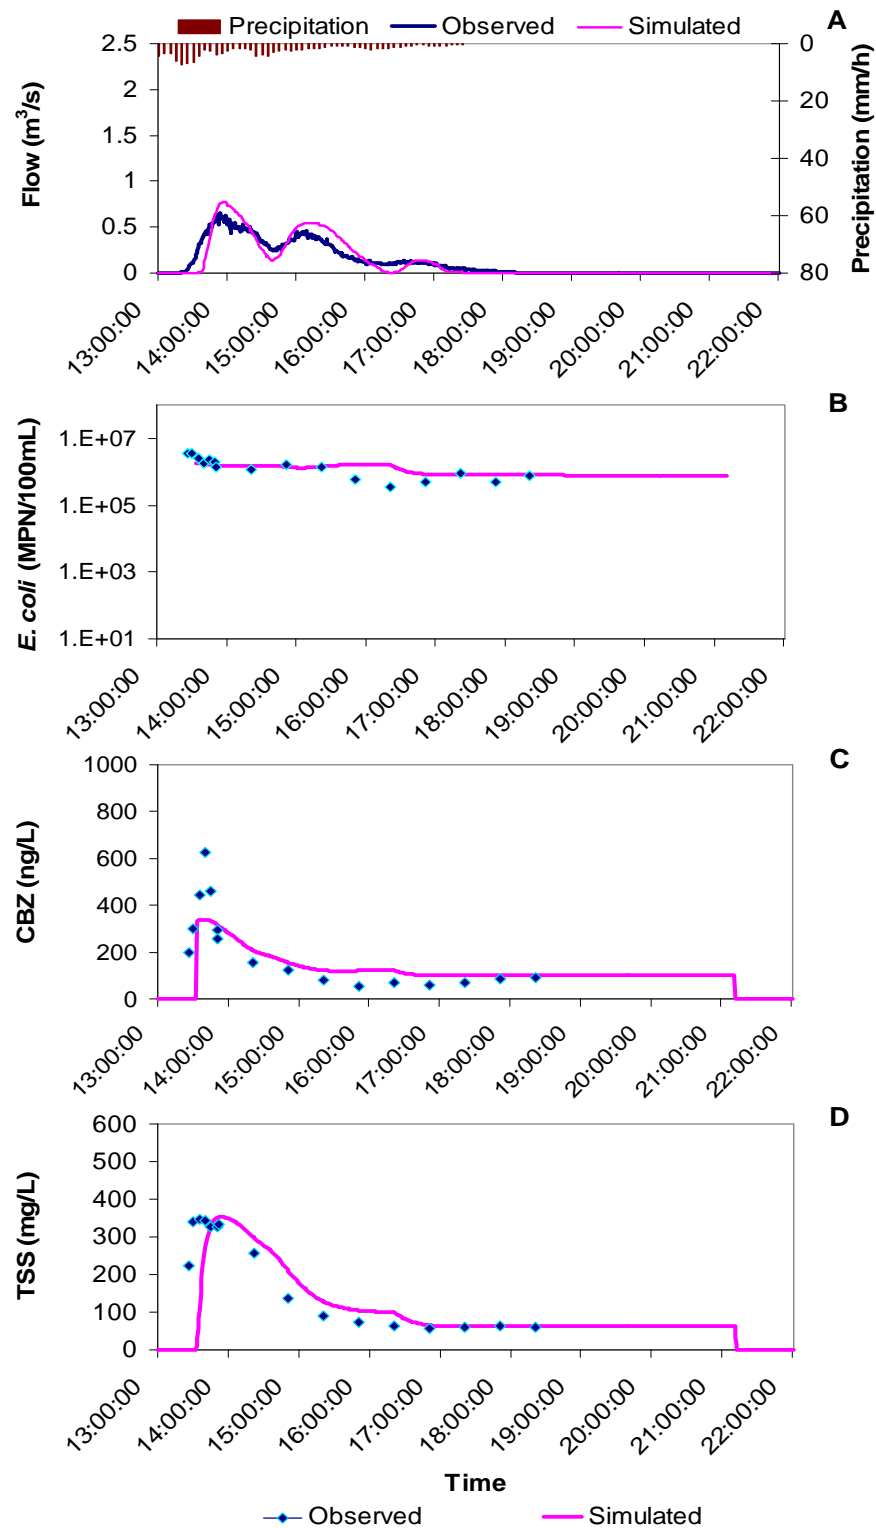 Precipitation Observed Simulated A
2.5 0
2 20
1.5 40
1 60
0.5
0 80
Flow (m³/s)
Precipitation (mm/h)
13:00:00 14:00:00 15:00:00 16:00:00 17:00:00 18:00:00 19:00:00 20:00:00 21:00:00 22:00:00
B
1.E+07
1.E+05
1.E+03
1.E+01
E. coli (MPN/100mL)
13:00:00 14:00:00 15:00:00 16:00:00 17:00:00 18:00:00 19:00:00 20:00:00 21:00:00 22:00:00
C
1000
800
600
400
200
0
CBZ (ng/L)
13:00:00 14:00:00 15:00:00 16:00:00 17:00:00 18:00:00 19:00:00 20:00:00 21:00:00 22:00:00
D
600
500
400
300
200
100
0
TSS (mg/L)
13:00:00 14:00:00 15:00:00 16:00:00 17:00:00 18:00:00 19:00:00 20:00:00 21:00:00 22:00:00
Time
Observed Simulated